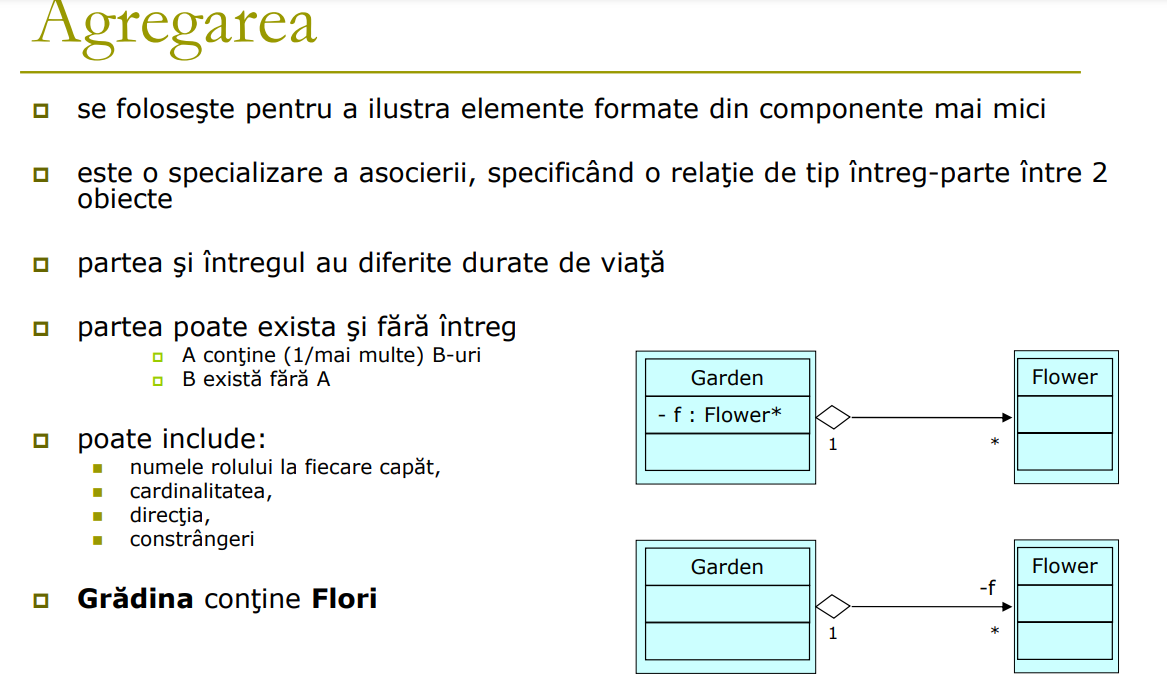 Agregarea
se foloseşte pentru a ilustra elemente formate din componente mai mici
este o specializare a asocierii, specificând o relaţie de tip întreg-parte între 2
obiecte
partea şi întregul au diferite durate de viaţă
partea poate exista şi fără întreg
A conţine (1/mai multe) B-uri
B există fără A
poate include:
numele rolului la fiecare capăt,
cardinalitatea,
direcţia,
constrângeri
Grădina conţine Flori
Garden
- f : Flower*
1
*
Flower
Garden
1
-f
*
Flower